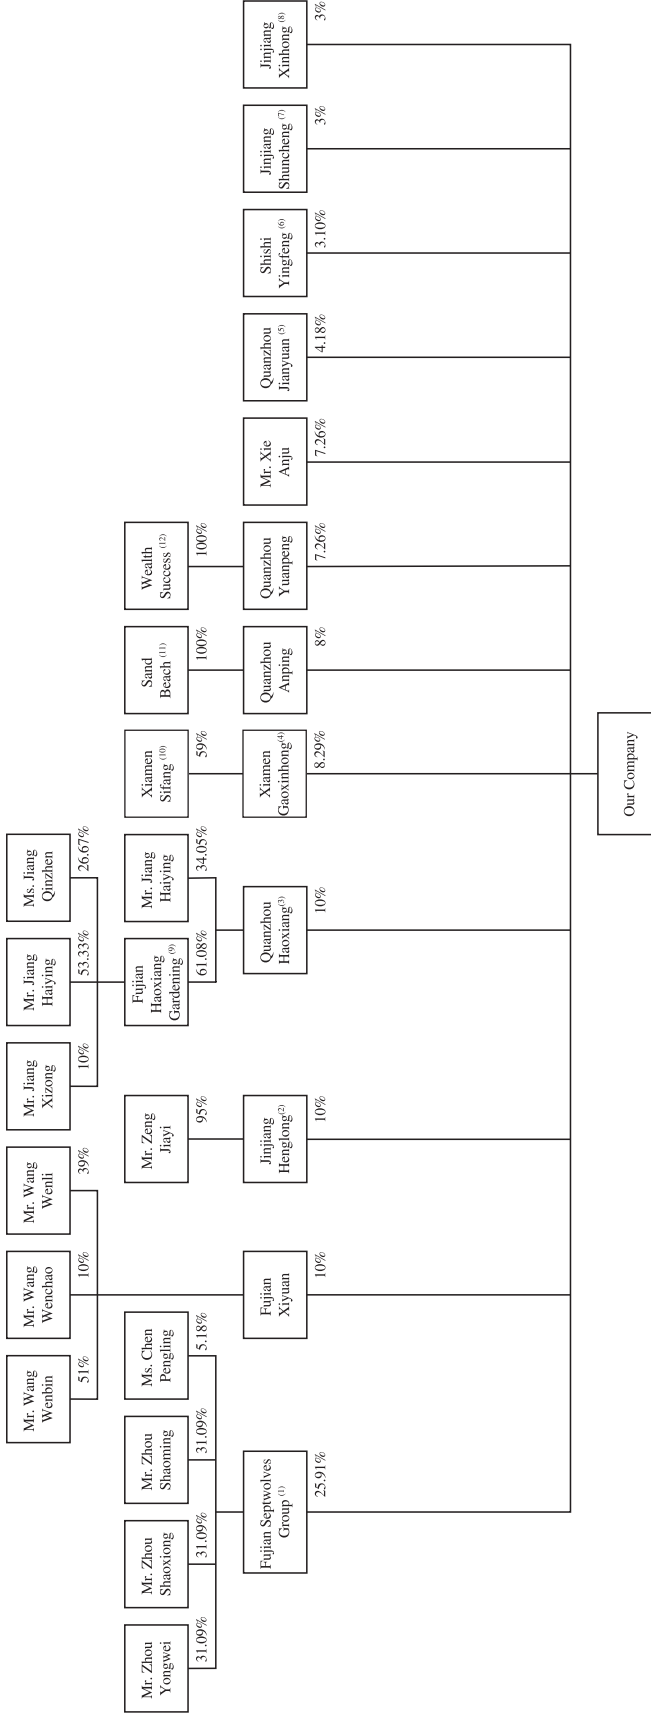 Mr. Wang
Wenbin
51%
Mr. Wang
Wenchao
10%
Mr. Wang
Wenli
39%
Mr. Jiang
Xizong
10%
Mr. Jiang
Haiying
53.33%
Ms. Jiang
Qinzhen
26.67%
Mr. Zhou
Yongwei
31.09%
Mr. Zhou
Shaoxiong
31.09%
Mr. Zhou
Shaoming
31.09%
Ms. Chen
Pengling
5.18%
Mr. Zeng
Jiayi
95%
Fujian
Haoxiang
Gardening (9)
61.08%
Mr. Jiang
Haiying
34.05%
Xiamen
Sifang (10)
59%
Sand
Beach (11)
100%
Wealth
Success (12)
100%
Fujian Septwolves
Group (1)
25.91%
Fujian
Xiyuan
10%
Jinjiang
Henglong(2)
10%
Quanzhou
Haoxiang(3)
10%
Xiamen
Gaoxinhong(4)
8.29%
Quanzhou
Anping
8%
Quanzhou
Yuanpeng
7.26%
Mr. Xie
Anju
7.26%
Quanzhou
Jianyuan (5)
4.18%
Shishi
Yingfeng (6)
3.10%
Jinjiang
Shuncheng (7)
3%
Jinjiang
Xinhong (8)
3%
Our Company